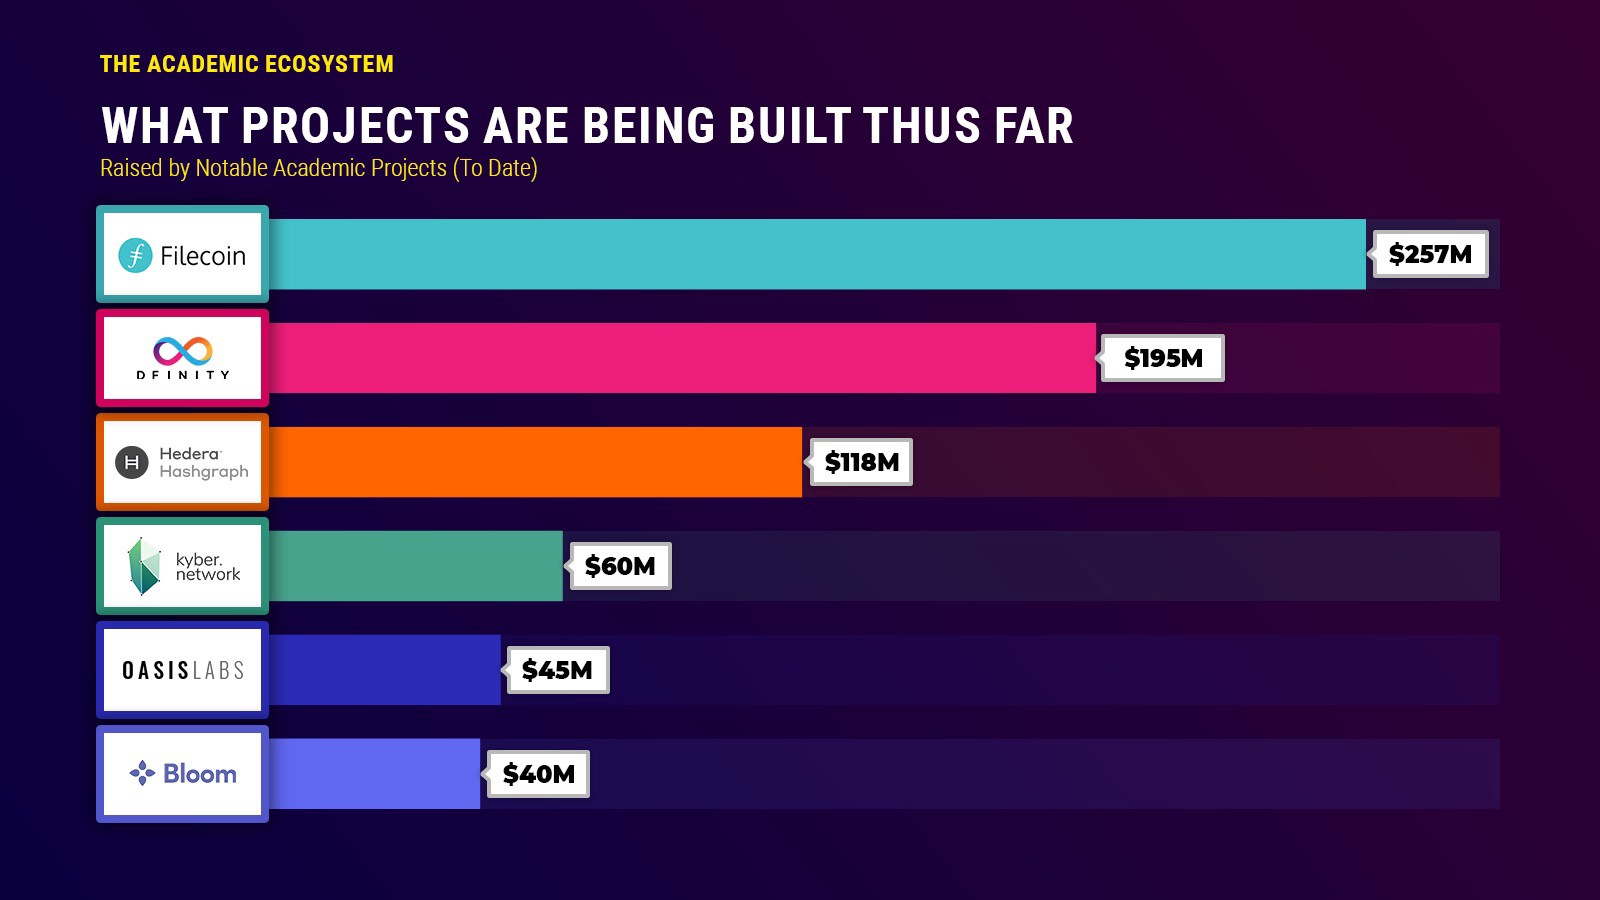 THE ACADEMIC ECOSYSTEM
WHAT PROJECTS ARE BEING BUILT THUS FAR
Raised by Notable Academic Projects (To Date)
Filecoin
$257M
DFINITY
$195M
Hedera
Hashgraph
$118M
kyber.
network
$60M
OASISLABS
$45M
Bloom
$40M